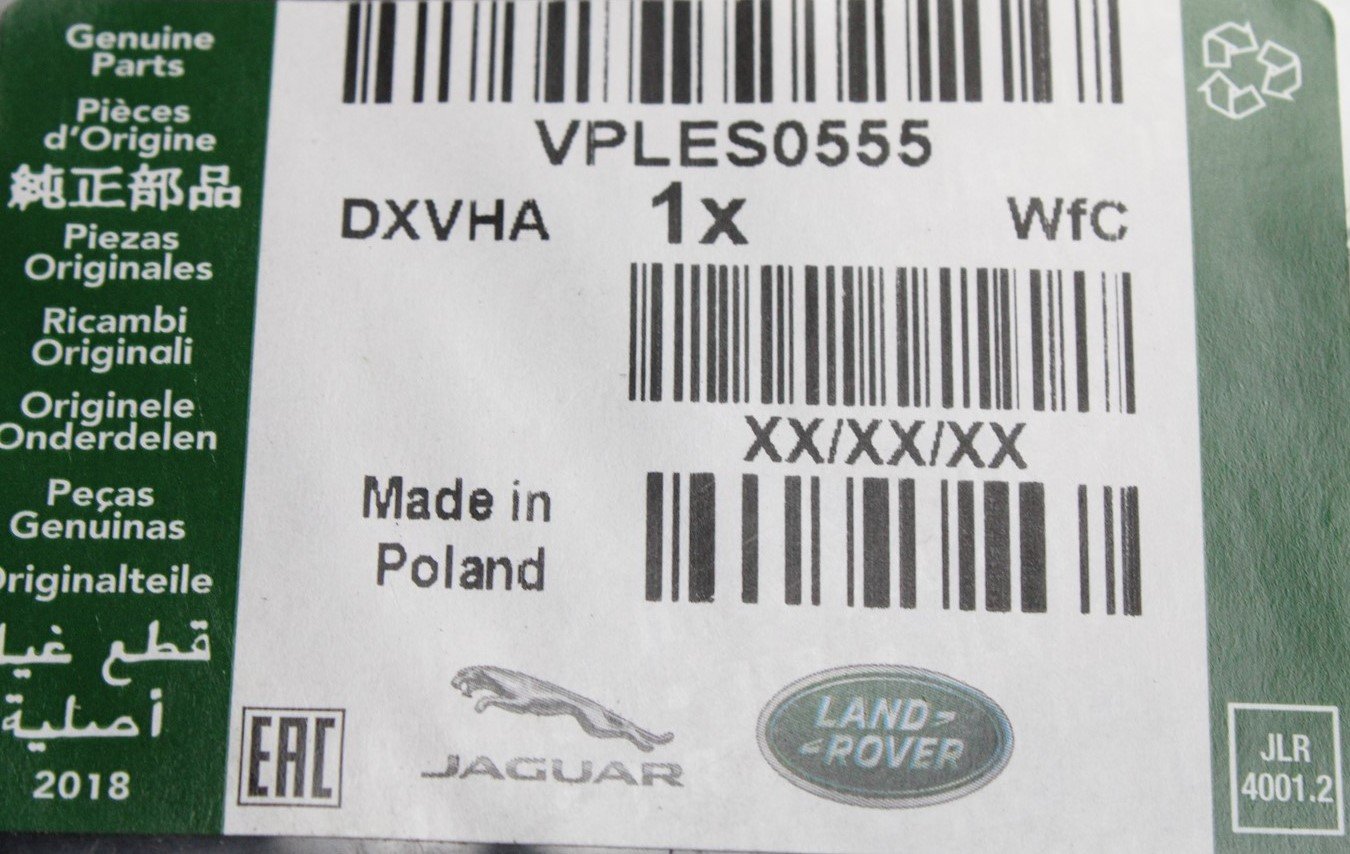 Genuine
Parts
Pièces
d'Origine
純正部品
Piezas
Originales
Ricambi
Originali
Originele
Onderdelen
Peças
Genuinas
Originalteile
قطع غيار
أصلية
2018
VPLES0555
DXVHA 1x WfC
XX/XX/XX
Made in
Poland
EAC
JAGUAR
LAND-
-ROVER
JLR
4001.2